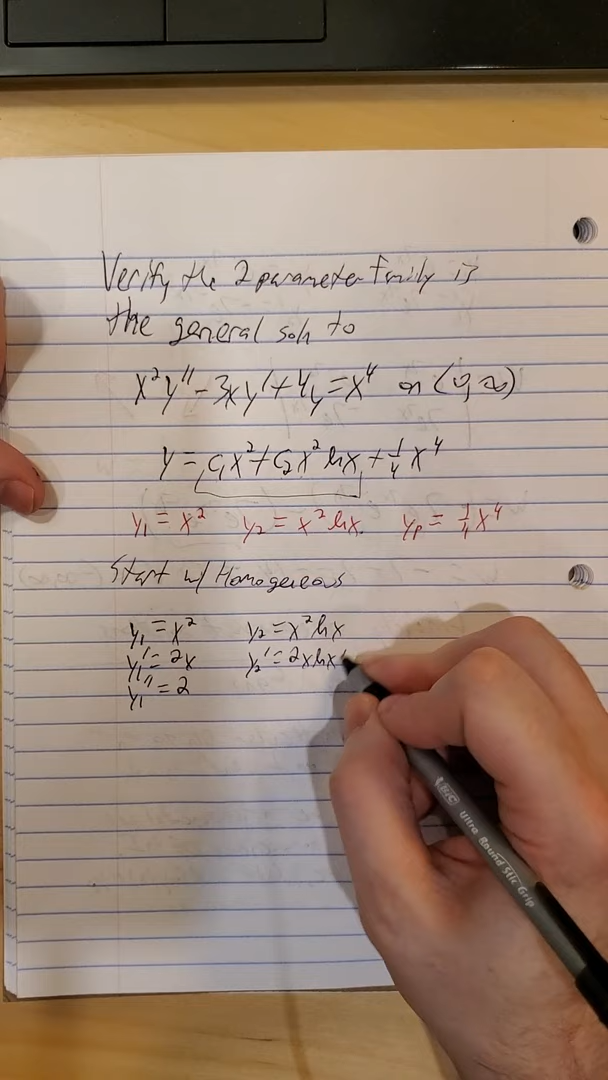 Verify the 2 parameter family is
the general soln to
x²y'' - 3xy' + 4y = x⁴ on (0,∞)
y = c₁x² + c₂x² ln x + ¼x⁴
y₁ = x² y₂ = x² ln x. yₚ = ¼x⁴
Start w/ Homogeneous
y₁ = x² y₂ = x² ln x
y₁' = 2x y₂' = 2x ln x
y₁'' = 2
BIC Ultra Round Stic Grip